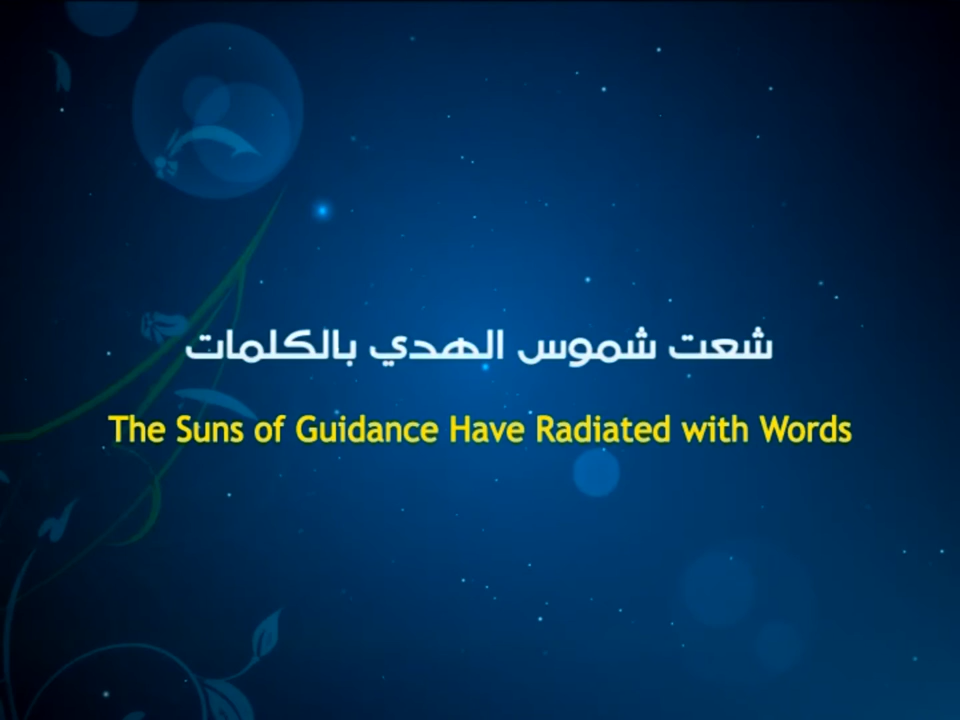 شعت شموس الهدي بالكلمات
The Suns of Guidance Have Radiated with Words